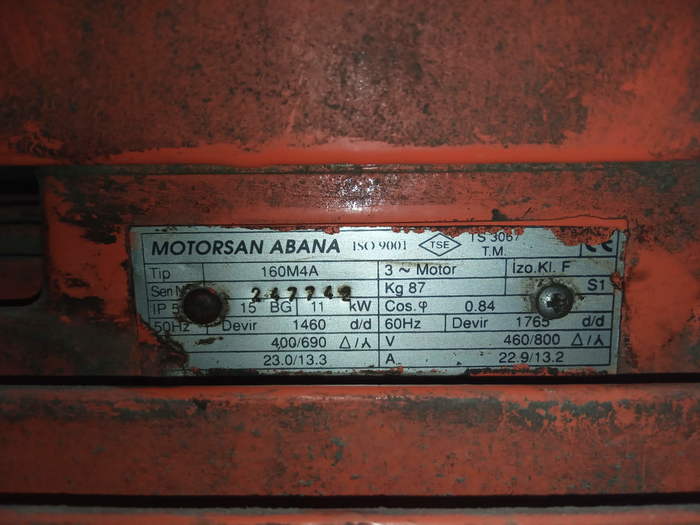 MOTORSAN ABANA ISO 9001 TSE TS 3067 T.M. CE
Tip 160M4A 3 ~ Motor İzo.Kl. F
Seri N 247742 Kg 87 S1
IP 5 15 BG 11 kW Cos.φ 0.84
50Hz Devir 1460 d/d 60Hz Devir 1765 d/d
400/690 Δ/⅄ V 460/800 Δ/⅄
23.0/13.3 A 22.9/13.2